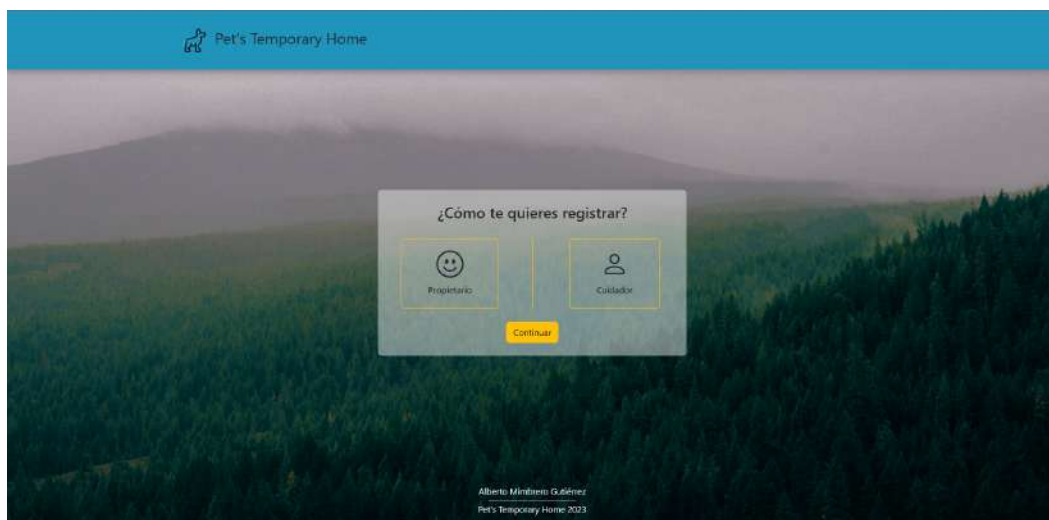 Pet's Temporary Home
¿Cómo te quieres registrar?
Propietario
Cuidador
Continuar
Alberto Mimbrero Gutiérrez
Pet's Temporary Home 2023